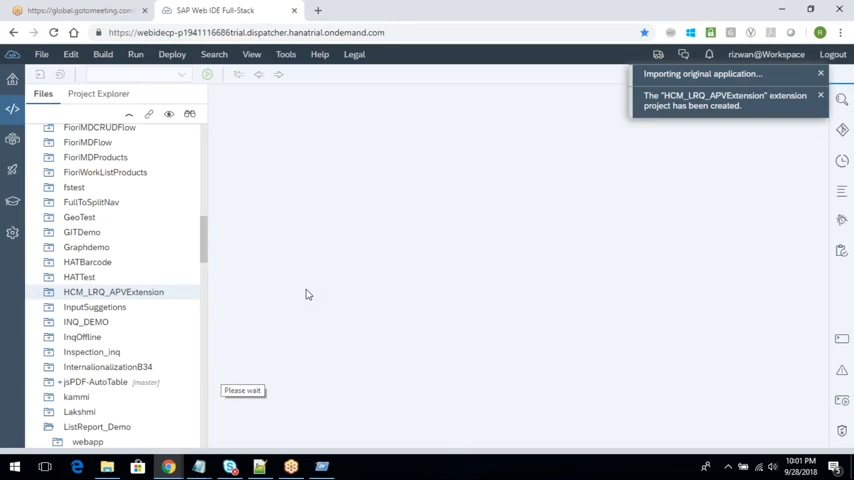 https://global.gotomeeting.com/
SAP Web IDE Full-Stack
https://webidecp-p1941116686trial.dispatcher.hanatrial.ondemand.com
File Edit Build Run Deploy Search View Tools Help Legal
rizwan@Workspace Logout
Importing original application...
The "HCM_LRQ_APVExtension" extension
project has been created.
Files Project Explorer
FioriMDCRUDFlow
FioriMDFlow
FioriMDProducts
FioriWorkListProducts
fstest
FullToSplitNav
GeoTest
GITDemo
Graphdemo
HATBarcode
HATTest
HCM_LRQ_APVExtension
InputSuggetions
INQ_DEMO
InqOffline
Inspection_inq
InternalionalizationB34
jsPDF-AutoTable [master]
kammi
Lakshmi
ListReport_Demo
webapp
Please wait
10:01 PM
9/28/2018